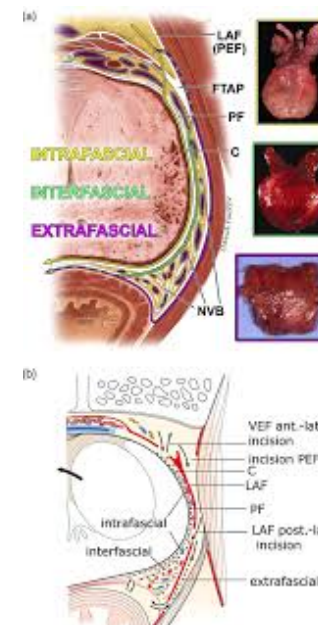 (a)
LAF
(PEF)
FTAP
PF
C
INTRAFASCIAL
INTERFASCIAL
EXTRAFASCIAL
NVB
(b)
VEF ant.-lat
incision
incision PEF
C
LAF
PF
intrafascial
LAF post.-la
incision
interfascial
extrafascial